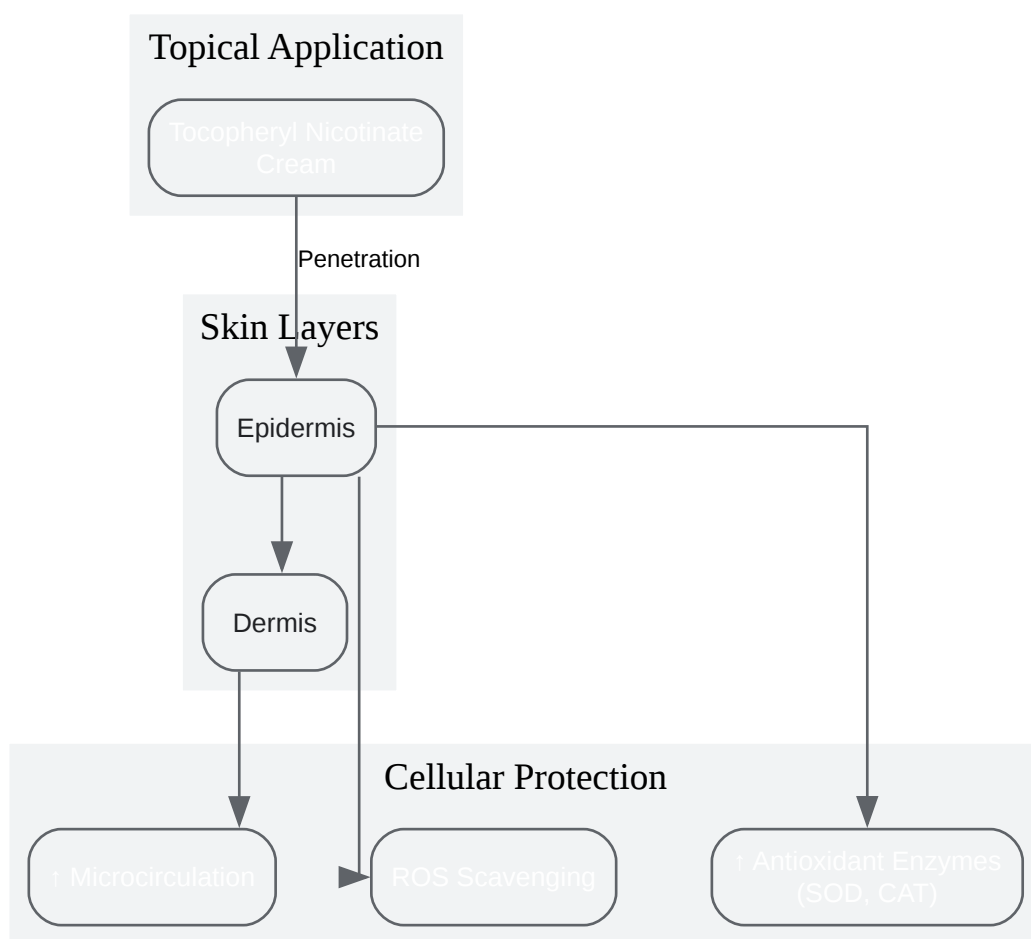 Topical Application
Tocopheryl Nicotinate
Cream
Penetration
Skin Layers
Epidermis
Dermis
Cellular Protection
↑ Microcirculation
ROS Scavenging
↑ Antioxidant Enzymes
(SOD, CAT)